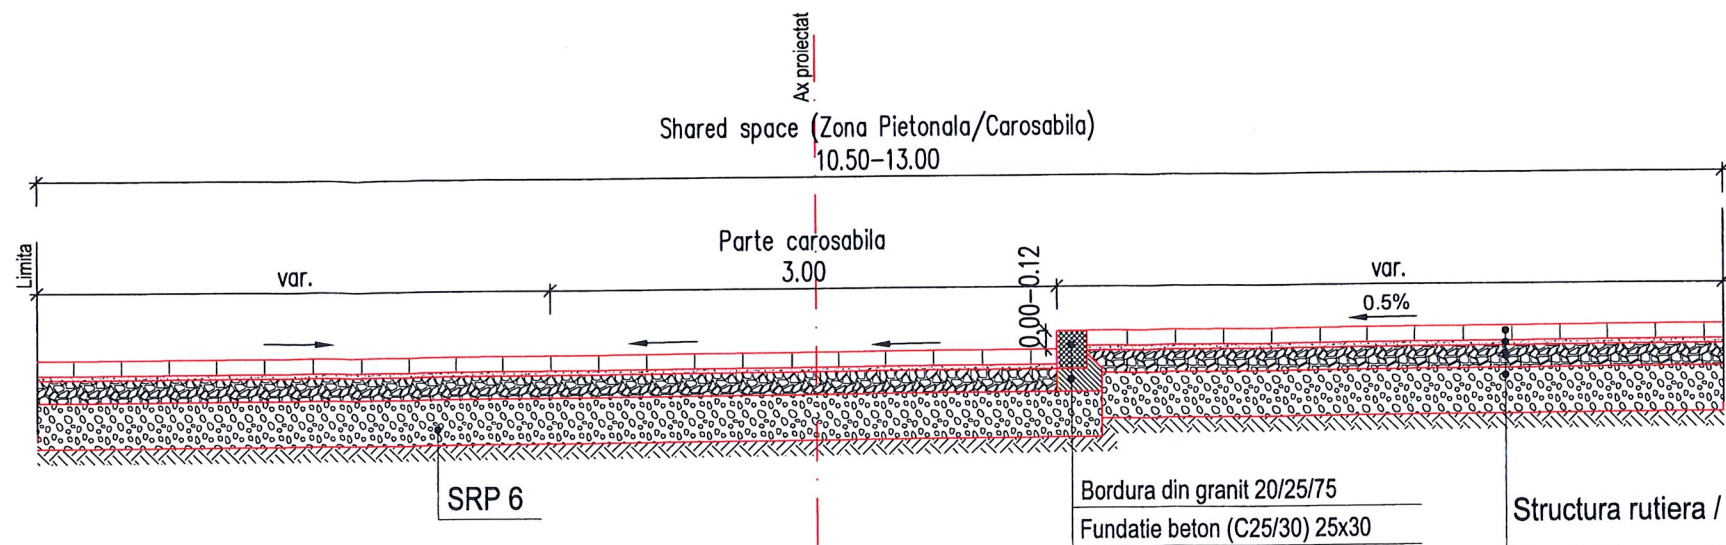 Ax proiectat
Shared space (Zona Pietonala/Carosabila)
10.50-13.00
Limita
var.
Parte carosabila
3.00
0.00-0.12
var.
0.5%
SRP 6
Bordura din granit 20/25/75
Fundatie beton (C25/30) 25x30
Structura rutiera /